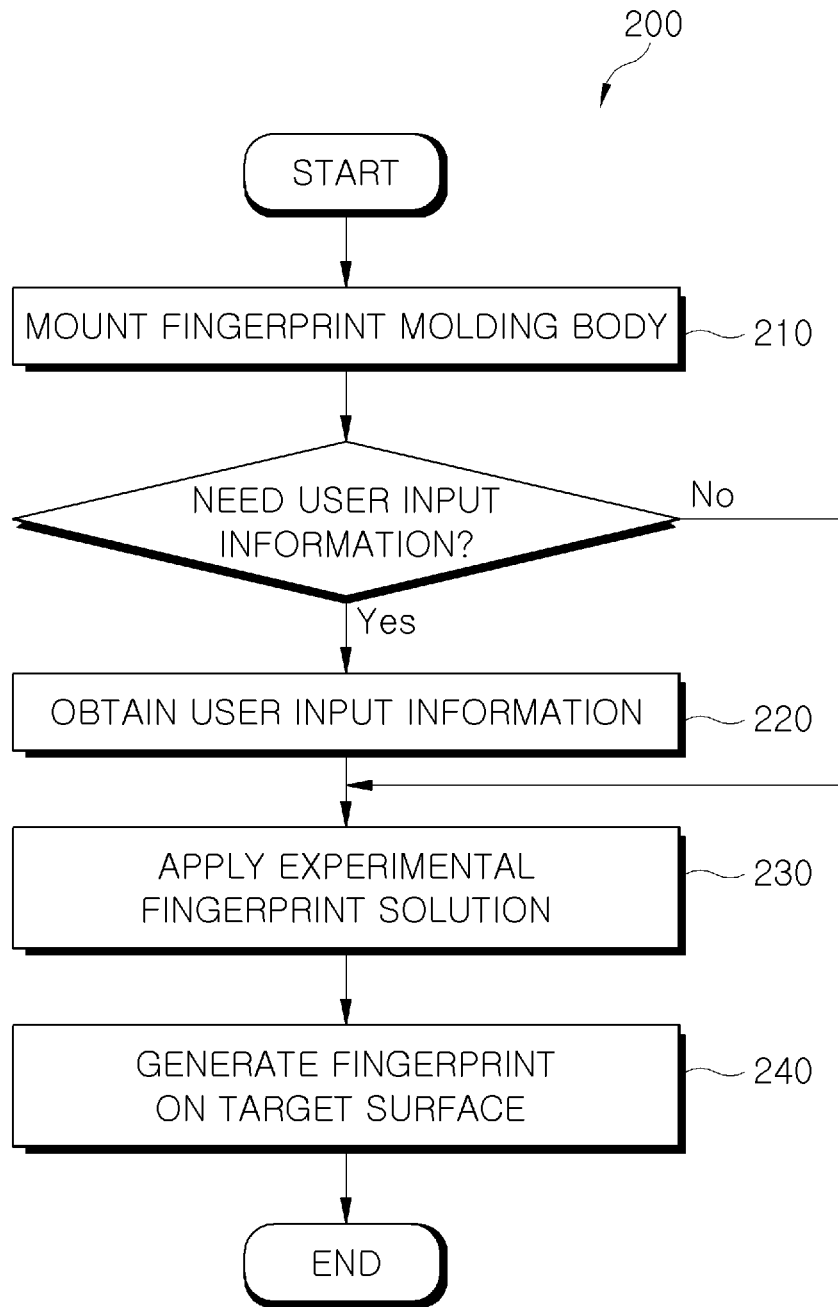 200
START
MOUNT FINGERPRINT MOLDING BODY
210
NEED USER INPUT
INFORMATION?
No
Yes
OBTAIN USER INPUT INFORMATION
220
APPLY EXPERIMENTAL
FINGERPRINT SOLUTION
230
GENERATE FINGERPRINT
ON TARGET SURFACE
240
END